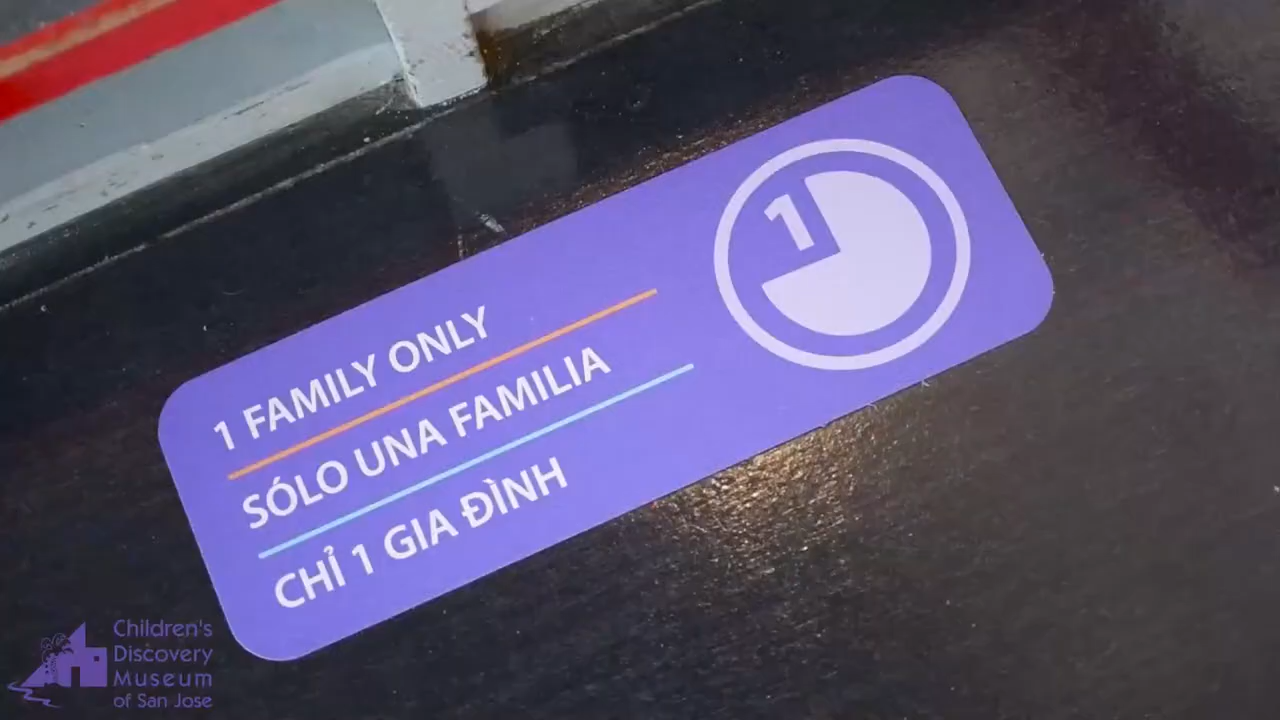 1 FAMILY ONLY
SÓLO UNA FAMILIA
CHỈ 1 GIA ĐÌNH
1
Children's
Discovery
Museum
of San Jose